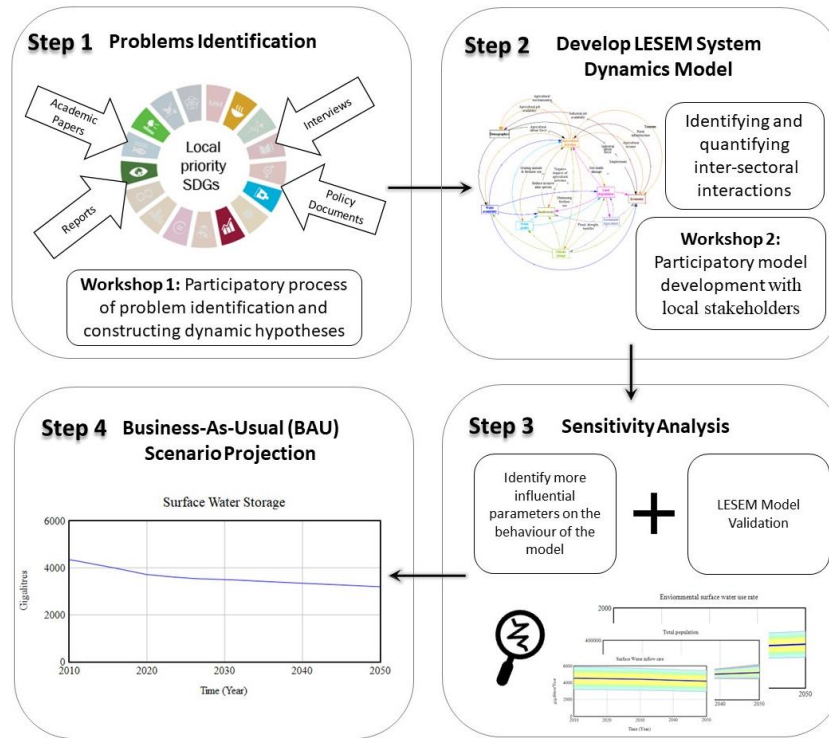 Step 1 Problems Identification
Academic
Papers
Interviews
Local
priority
SDGs
Reports
Policy
Documents
Workshop 1: Participatory process
of problem identification and
constructing dynamic hypotheses
Step 2 Develop LESEM System
Dynamics Model
Identifying and
quantifying
inter-sectoral
interactions
Workshop 2:
Participatory model
development with
local stakeholders
Step 3 Sensitivity Analysis
Identify more
influential
parameters on the
behaviour of the
model
+
LESEM Model
Validation
Environmental surface water use rate
2000
Total population
400000
Surface Water inflow rate
6000
4000
2000
0
2010
2020
2030
2040
2050
Time (Year)
2040
2050
2050
Step 4 Business-As-Usual (BAU)
Scenario Projection
Surface Water Storage
6000
4000
2000
0
Gigalitres
2010
2020
2030
2040
2050
Time (Year)